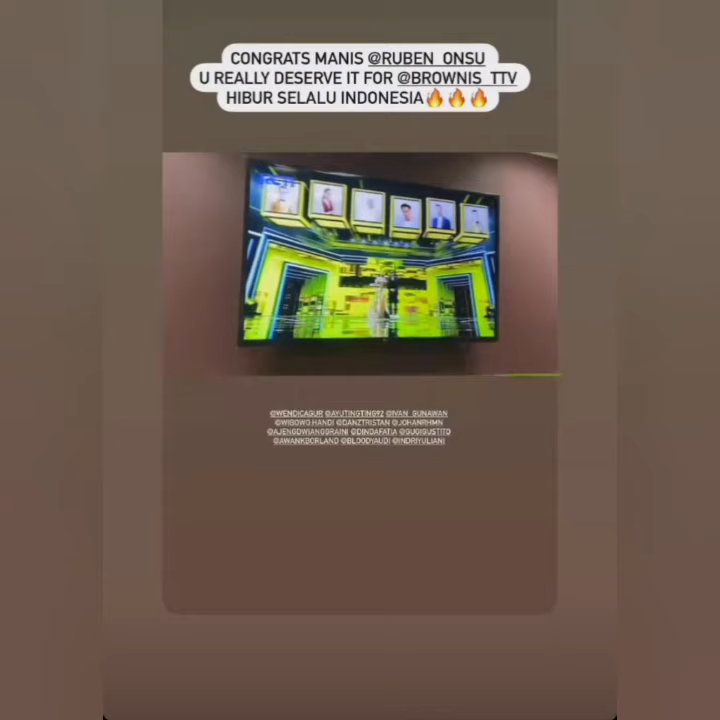 CONGRATS MANIS @RUBEN_ONSU
U REALLY DESERVE IT FOR @BROWNIS_TTV
HIBUR SELALU INDONESIA🔥🔥🔥
@WENDICAGUR @AYUTINGTING92 @IVAN_GUNAWAN
@WIBOWO.HANDI @DANZTRISTAN @JOHANRHMN
@AJENGDWIANGGRAINI @DINDAFATIA @GUGIGUSTITO
@AWANKBORLAND @BLOODYAUDI @INDRIYULIANI